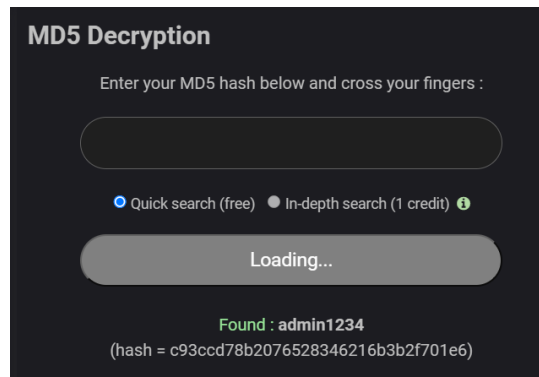 MD5 Decryption
Enter your MD5 hash below and cross your fingers :
Quick search (free) In-depth search (1 credit)
Loading...
Found : admin1234
(hash = c93ccd78b2076528346216b3b2f701e6)